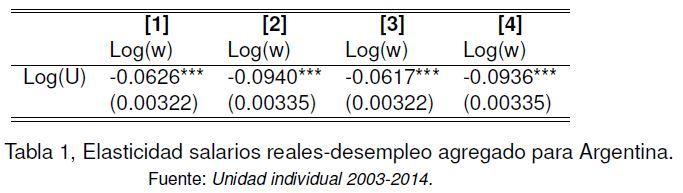 [1] [2] [3] [4]
Log(w) Log(w) Log(w) Log(w)
Log(U) -0.0626*** -0.0940*** -0.0617*** -0.0936***
(0.00322) (0.00335) (0.00322) (0.00335)
Tabla 1, Elasticidad salarios reales-desempleo agregado para Argentina.
Fuente: Unidad individual 2003-2014.